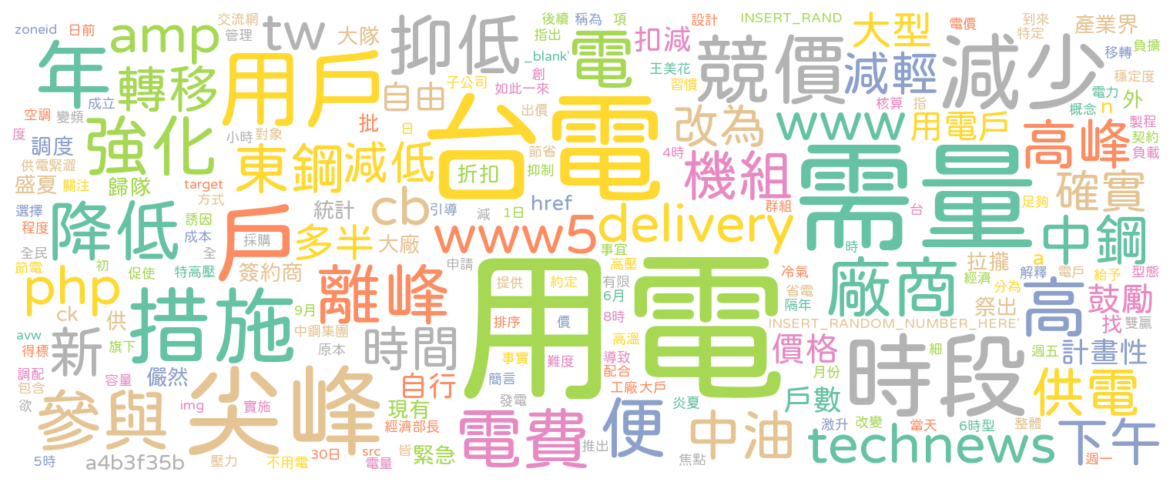 zoneid
日前
交流網
管理
大隊
後續
指出
稱為
項
設計
INSERT_RAND
電價
到來
特定
產業界
負擔
移轉
年
amp
tw
抑低
電
_blank'
子公司
創
如此一來
扣減
王美花
習慣
大型
減輕
競價
減少
核算
指
概念
電力
穩定度
n
外
製程
契約
負載
空調
變頻
成立
轉移
用戶
自由
出價
批
台電
改為
www
用電戶
高峰
度
供電緊澀
強化
小時
對象
日
節省
抑制
4時
調度
盛夏
關注
歸隊
target
方式
東鋼
減低
折扣
機組
群組
需量
台
足夠
確實
選擇
程度
誘因
成本
全
全民
降低
戶
採購
統計
cb
引導
減
1日
href
delivery
時
中鋼
節電
初
促使
特高壓
簽約商
多半
大廠
申請
www5
事宜
高壓
冷氣
拉攏
a
解釋
電戶
給予
型態
php
ck
供
措施
9月
離峰
提供
約定
有限
6月
省電
隔年
廠商
經濟
分為
祭出
高
鼓勵
找
雙贏
avw
得標
旗下
新
中鋼集團
原本
時間
排序
價
8時
INSERT_RANDOM_NUMBER_HERE'
調配
包含
容量
儼然
尖峰
自行
事實
難度
用電
高溫
導致
配合
價格
月份
時段
細
週五
計畫性
欲
參與
img
實施
現有
經濟部長
簡言
工廠大戶
戶數
供電
發電
電費
便
炎夏
中油
激升
改變
當天
6時型
整體
5時
a4b3f35b
壓力
不用電
30日
src
電量
皆
緊急
推出
焦點
technews
下午
週一